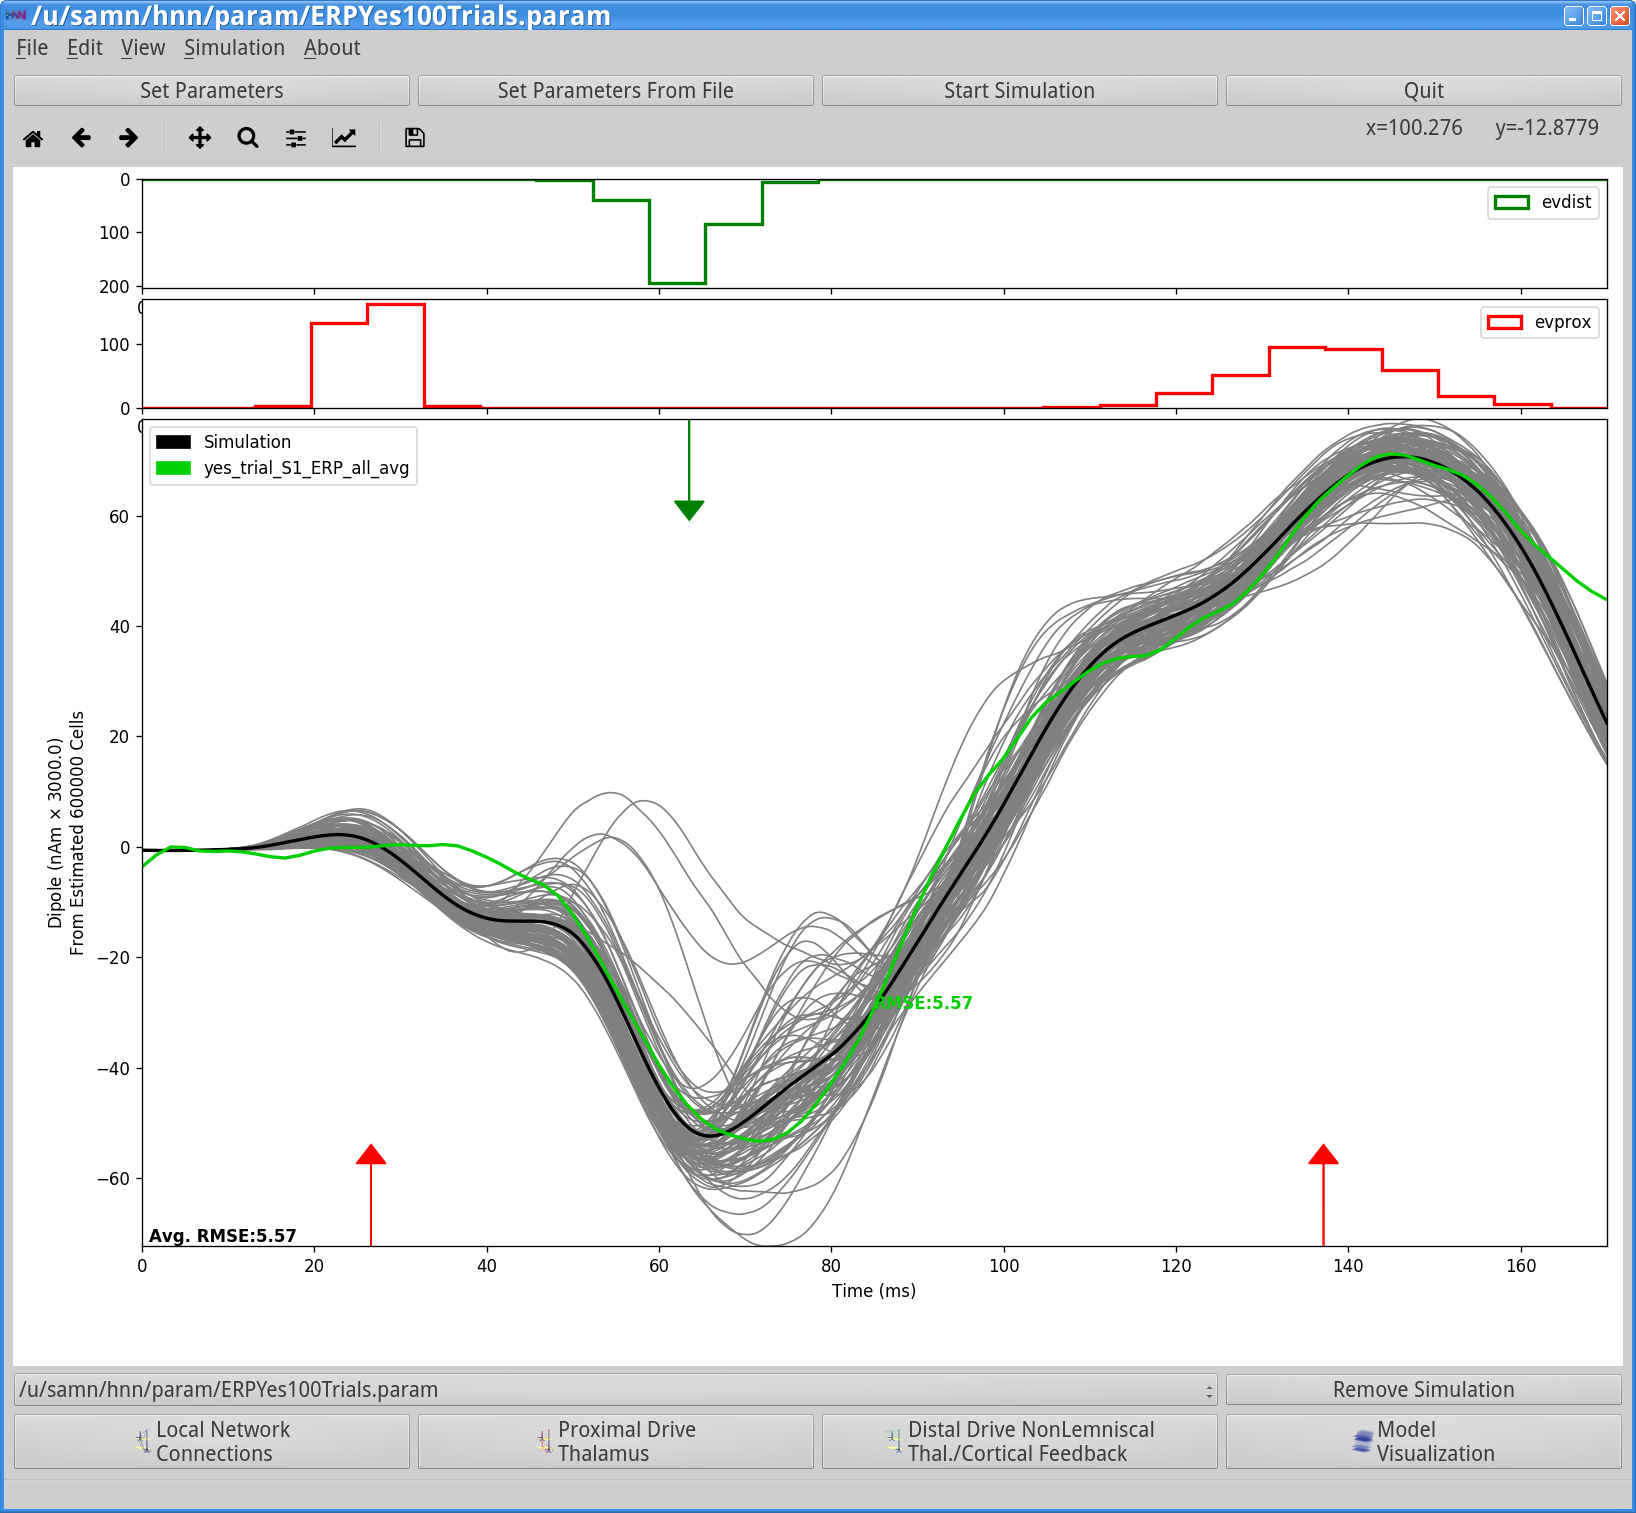 HNN /u/samn/hnn/param/ERPYes100Trials.param
File Edit View Simulation About
Set Parameters Set Parameters From File Start Simulation Quit
x=100.276 y=-12.8779
0
100
200
evdist
0
100
0
evprox
0
Simulation
yes_trial_S1_ERP_all_avg
60
40
20
0
−20
−40
−60
Dipole (nAm × 3000.0)
From Estimated 600000 Cells
RMSE:5.57
Avg. RMSE:5.57
0 20 40 60 80 100 120 140 160
Time (ms)
/u/samn/hnn/param/ERPYes100Trials.param Remove Simulation
Local Network
Connections
Proximal Drive
Thalamus
Distal Drive NonLemniscal
Thal./Cortical Feedback
Model
Visualization